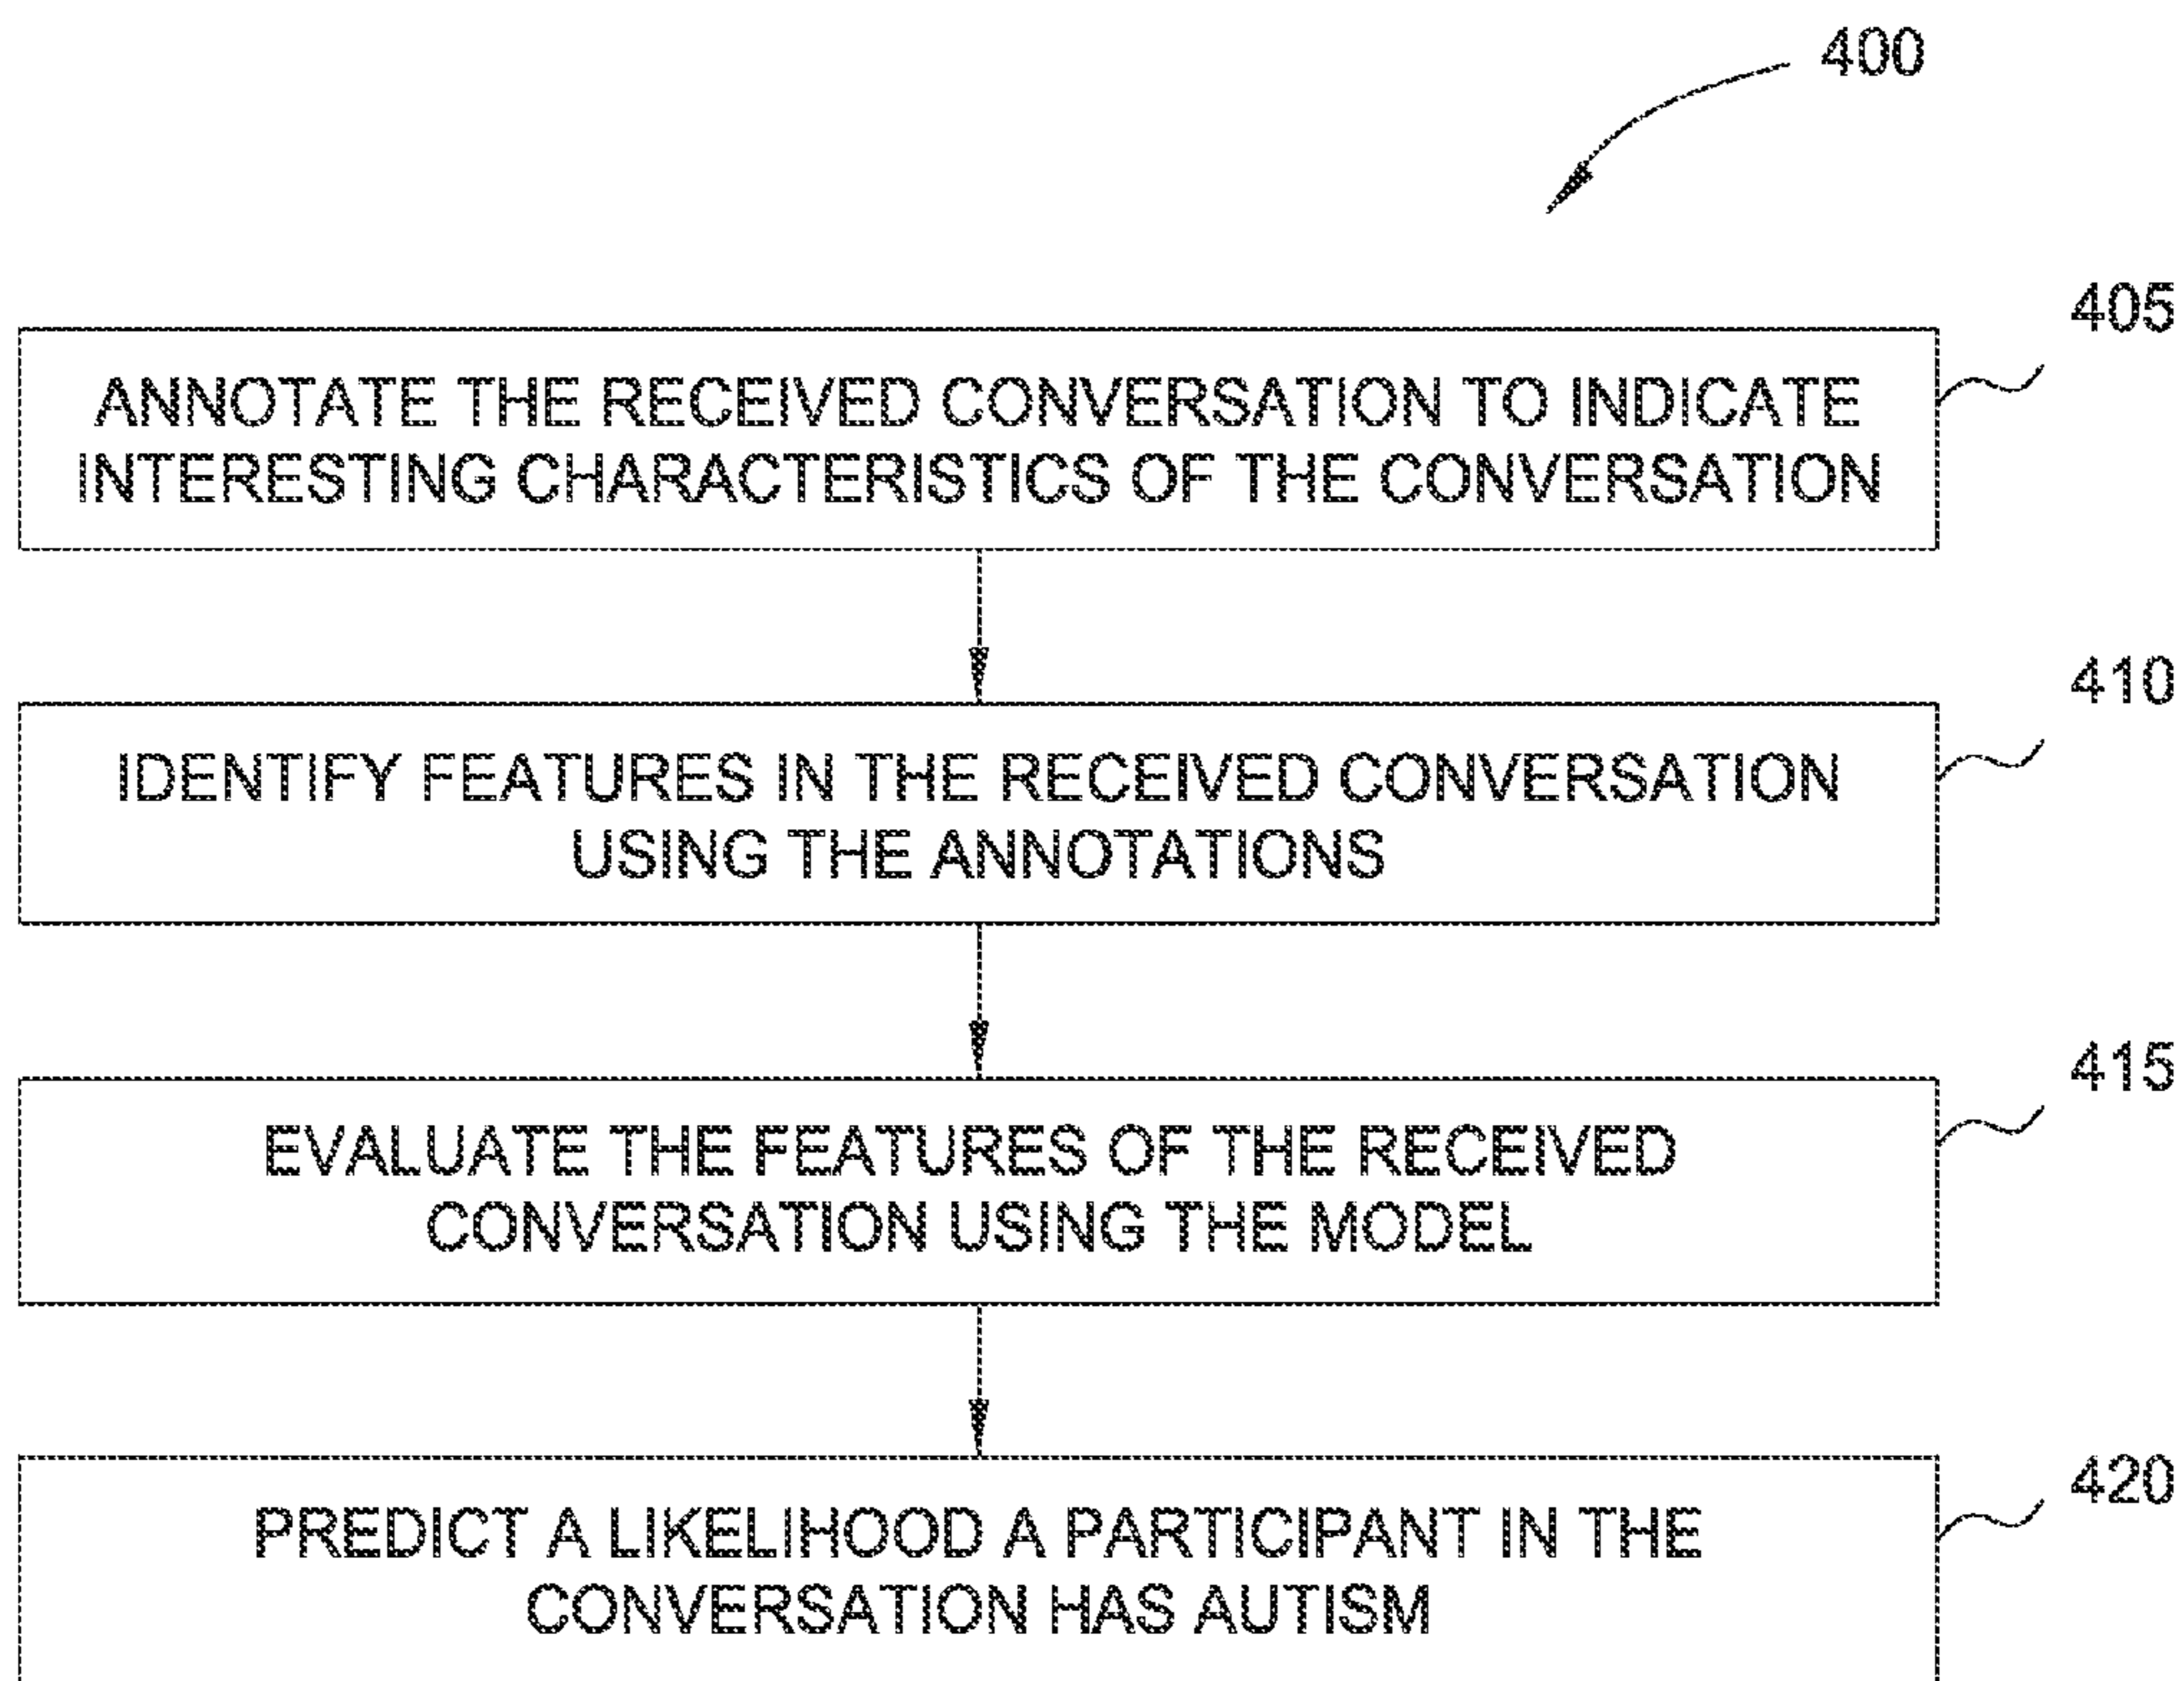 400
405
ANNOTATE THE RECEIVED CONVERSATION TO INDICATE
INTERESTING CHARACTERISTICS OF THE CONVERSATION
410
IDENTIFY FEATURES IN THE RECEIVED CONVERSATION
USING THE ANNOTATIONS
415
EVALUATE THE FEATURES OF THE RECEIVED
CONVERSATION USING THE MODEL
420
PREDICT A LIKELIHOOD A PARTICIPANT IN THE
CONVERSATION HAS AUTISM